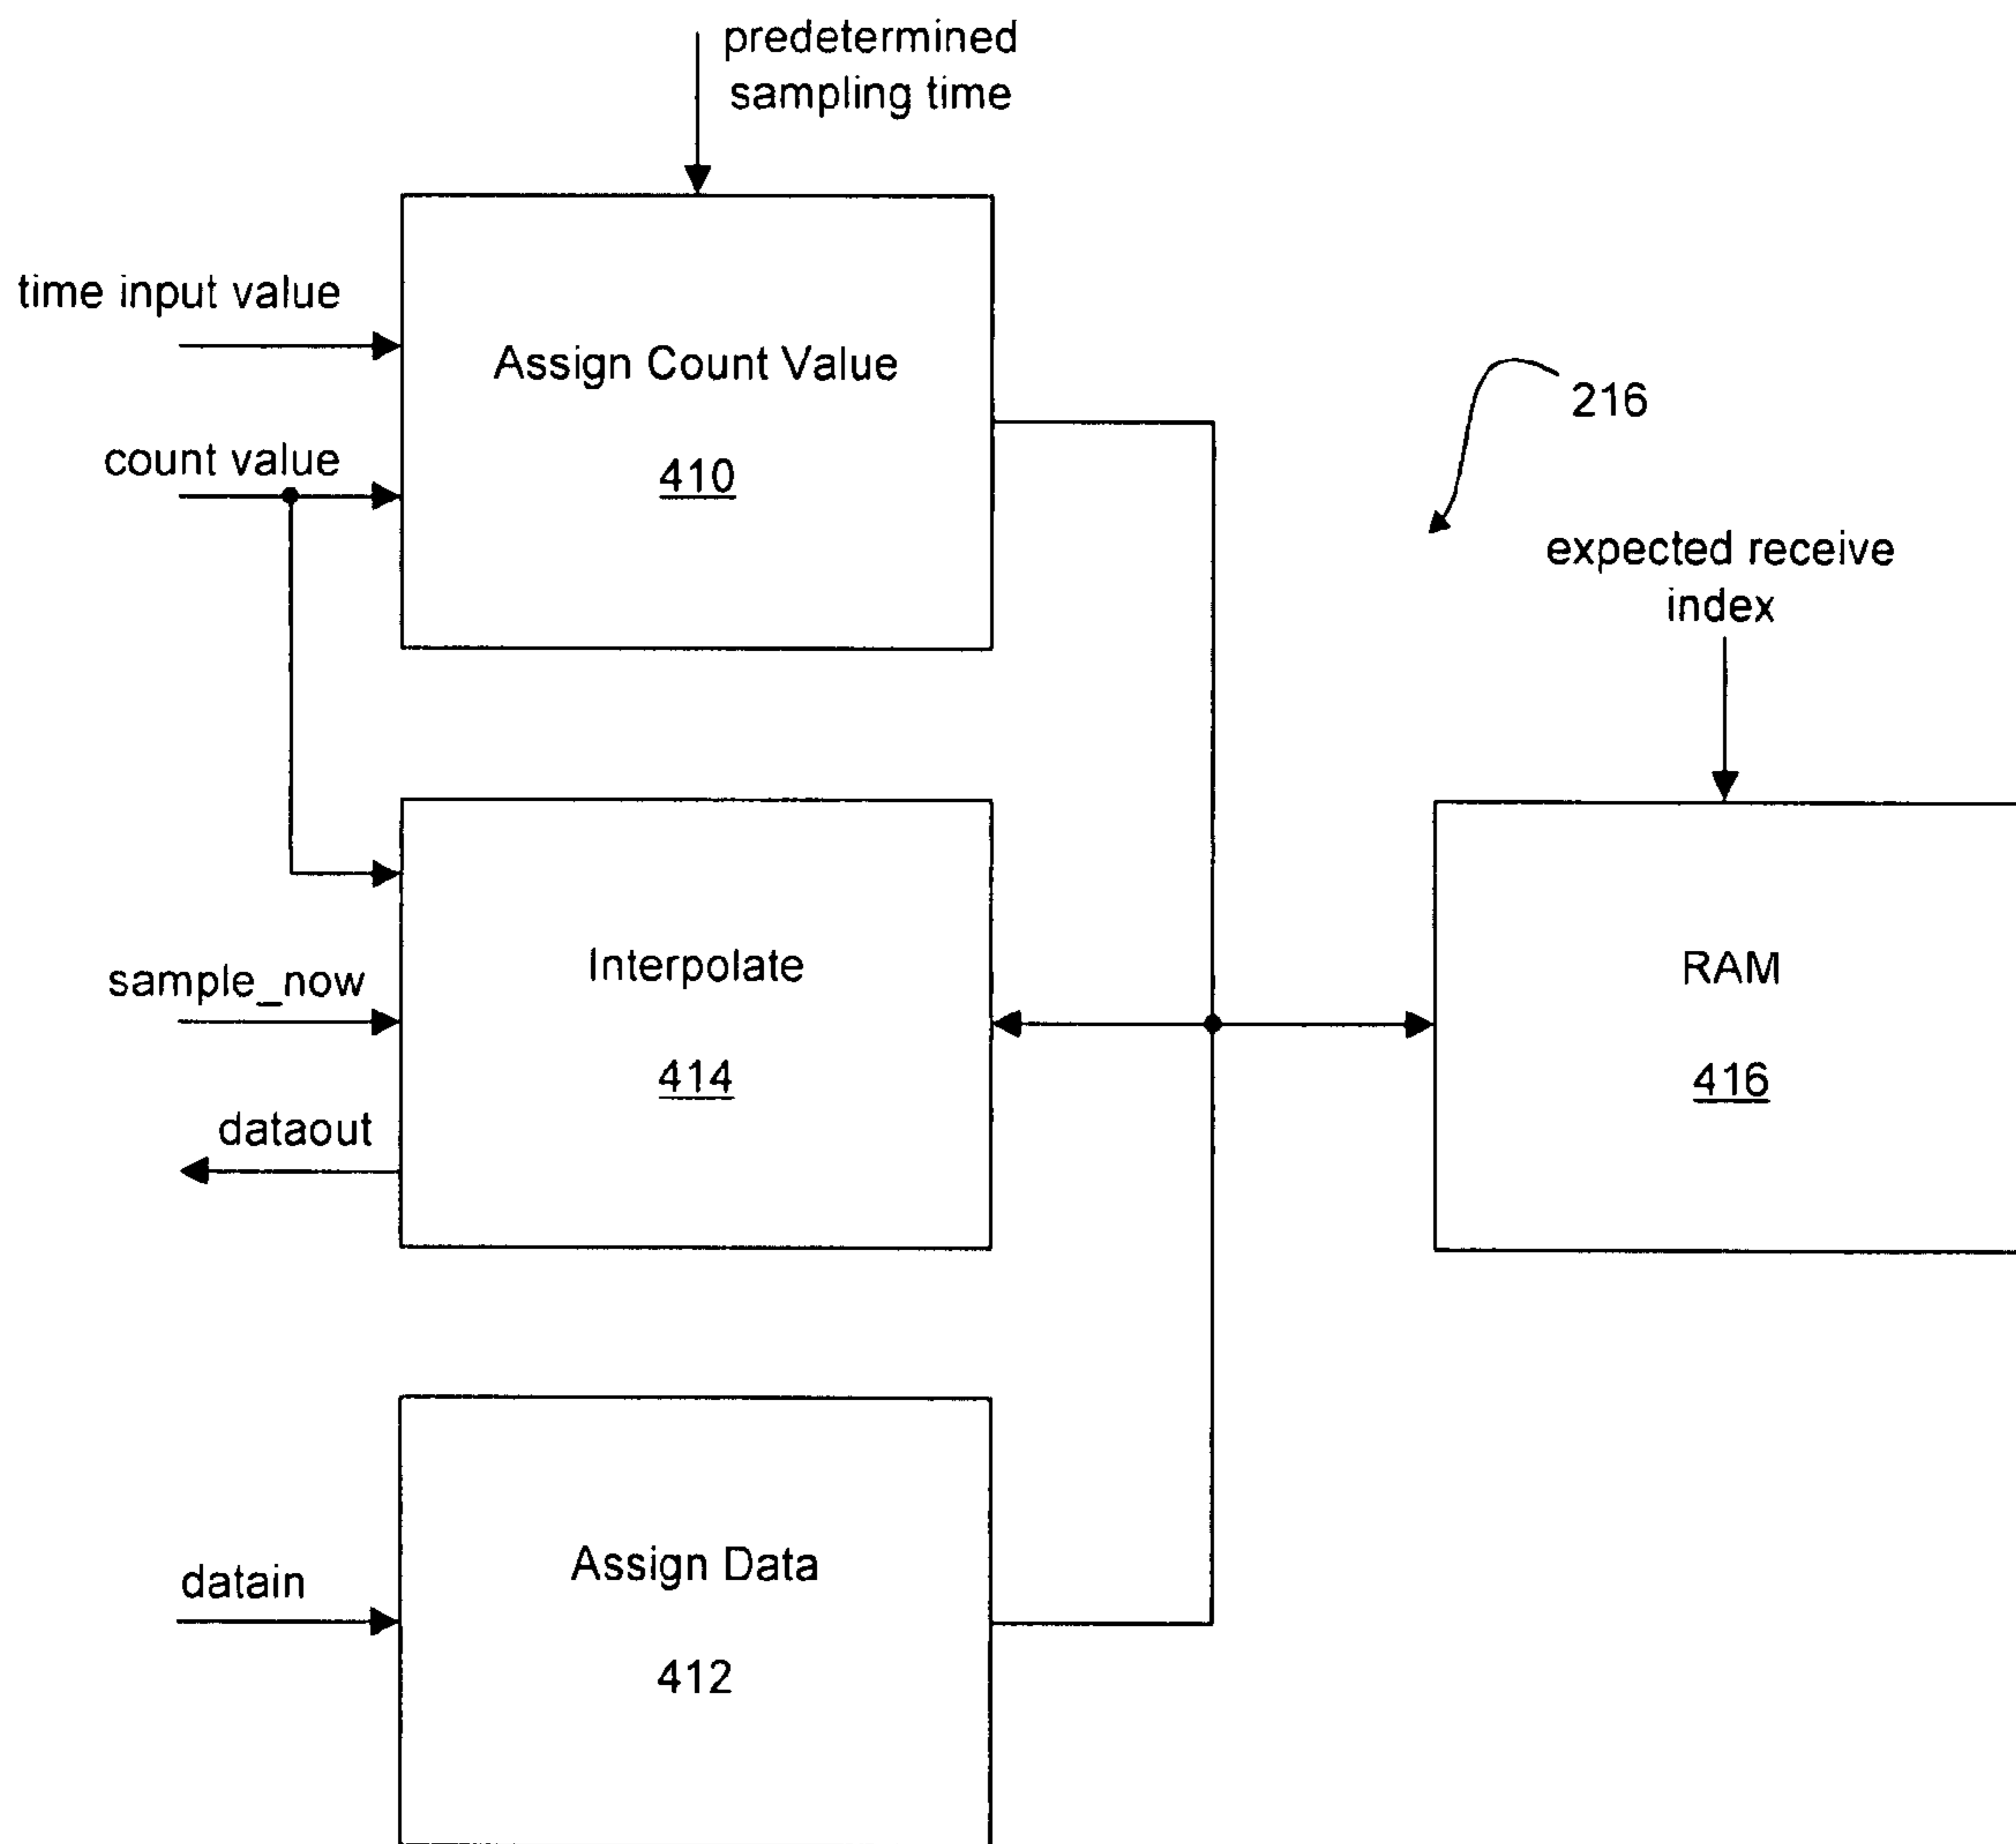 predetermined
sampling time
time input value
Assign Count Value
216
count value
410
expected receive
index
Interpolate
RAM
sample_now
414
416
dataout
Assign Data
datain
412